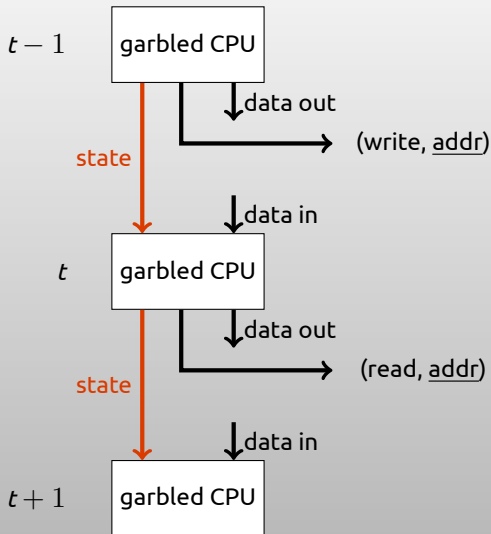 t − 1
garbled CPU
data out
(write, addr)
state
data in
t
garbled CPU
data out
(read, addr)
state
data in
t + 1
garbled CPU